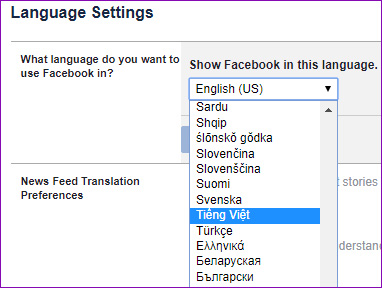 Language Settings
What language do you want to
use Facebook in?
Show Facebook in this language.
English (US)
Sardu
Shqip
ślōnskŏ gŏdka
Slovenčina
Slovenščina
Suomi
Svenska
Tiếng Việt
Türkçe
Ελληνικά
Беларуская
Български
News Feed Translation
Preferences
t stories
derstand